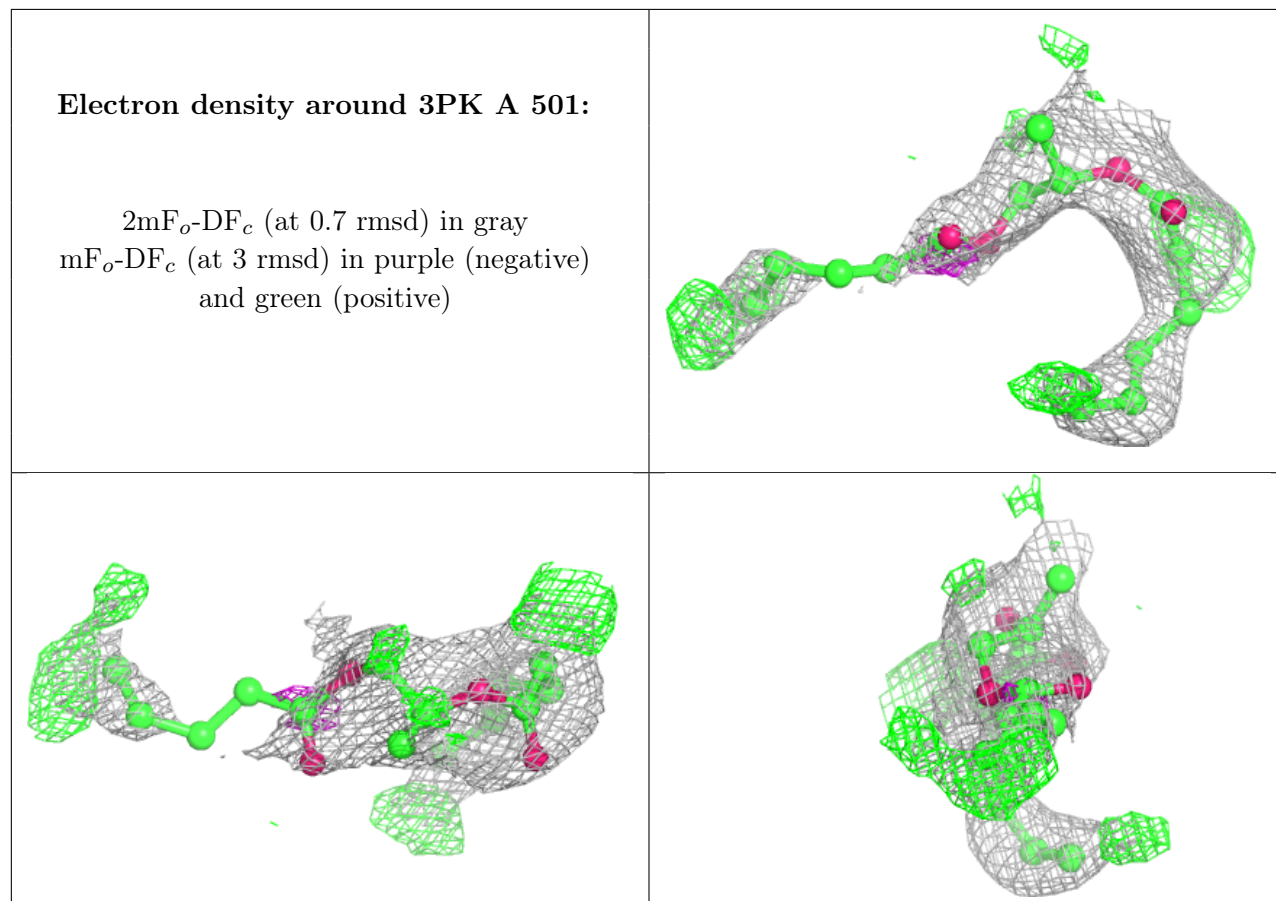 Electron density around 3PK A 501:
2mFₒ-DF𝒸 (at 0.7 rmsd) in gray
mFₒ-DF𝒸 (at 3 rmsd) in purple (negative)
and green (positive)